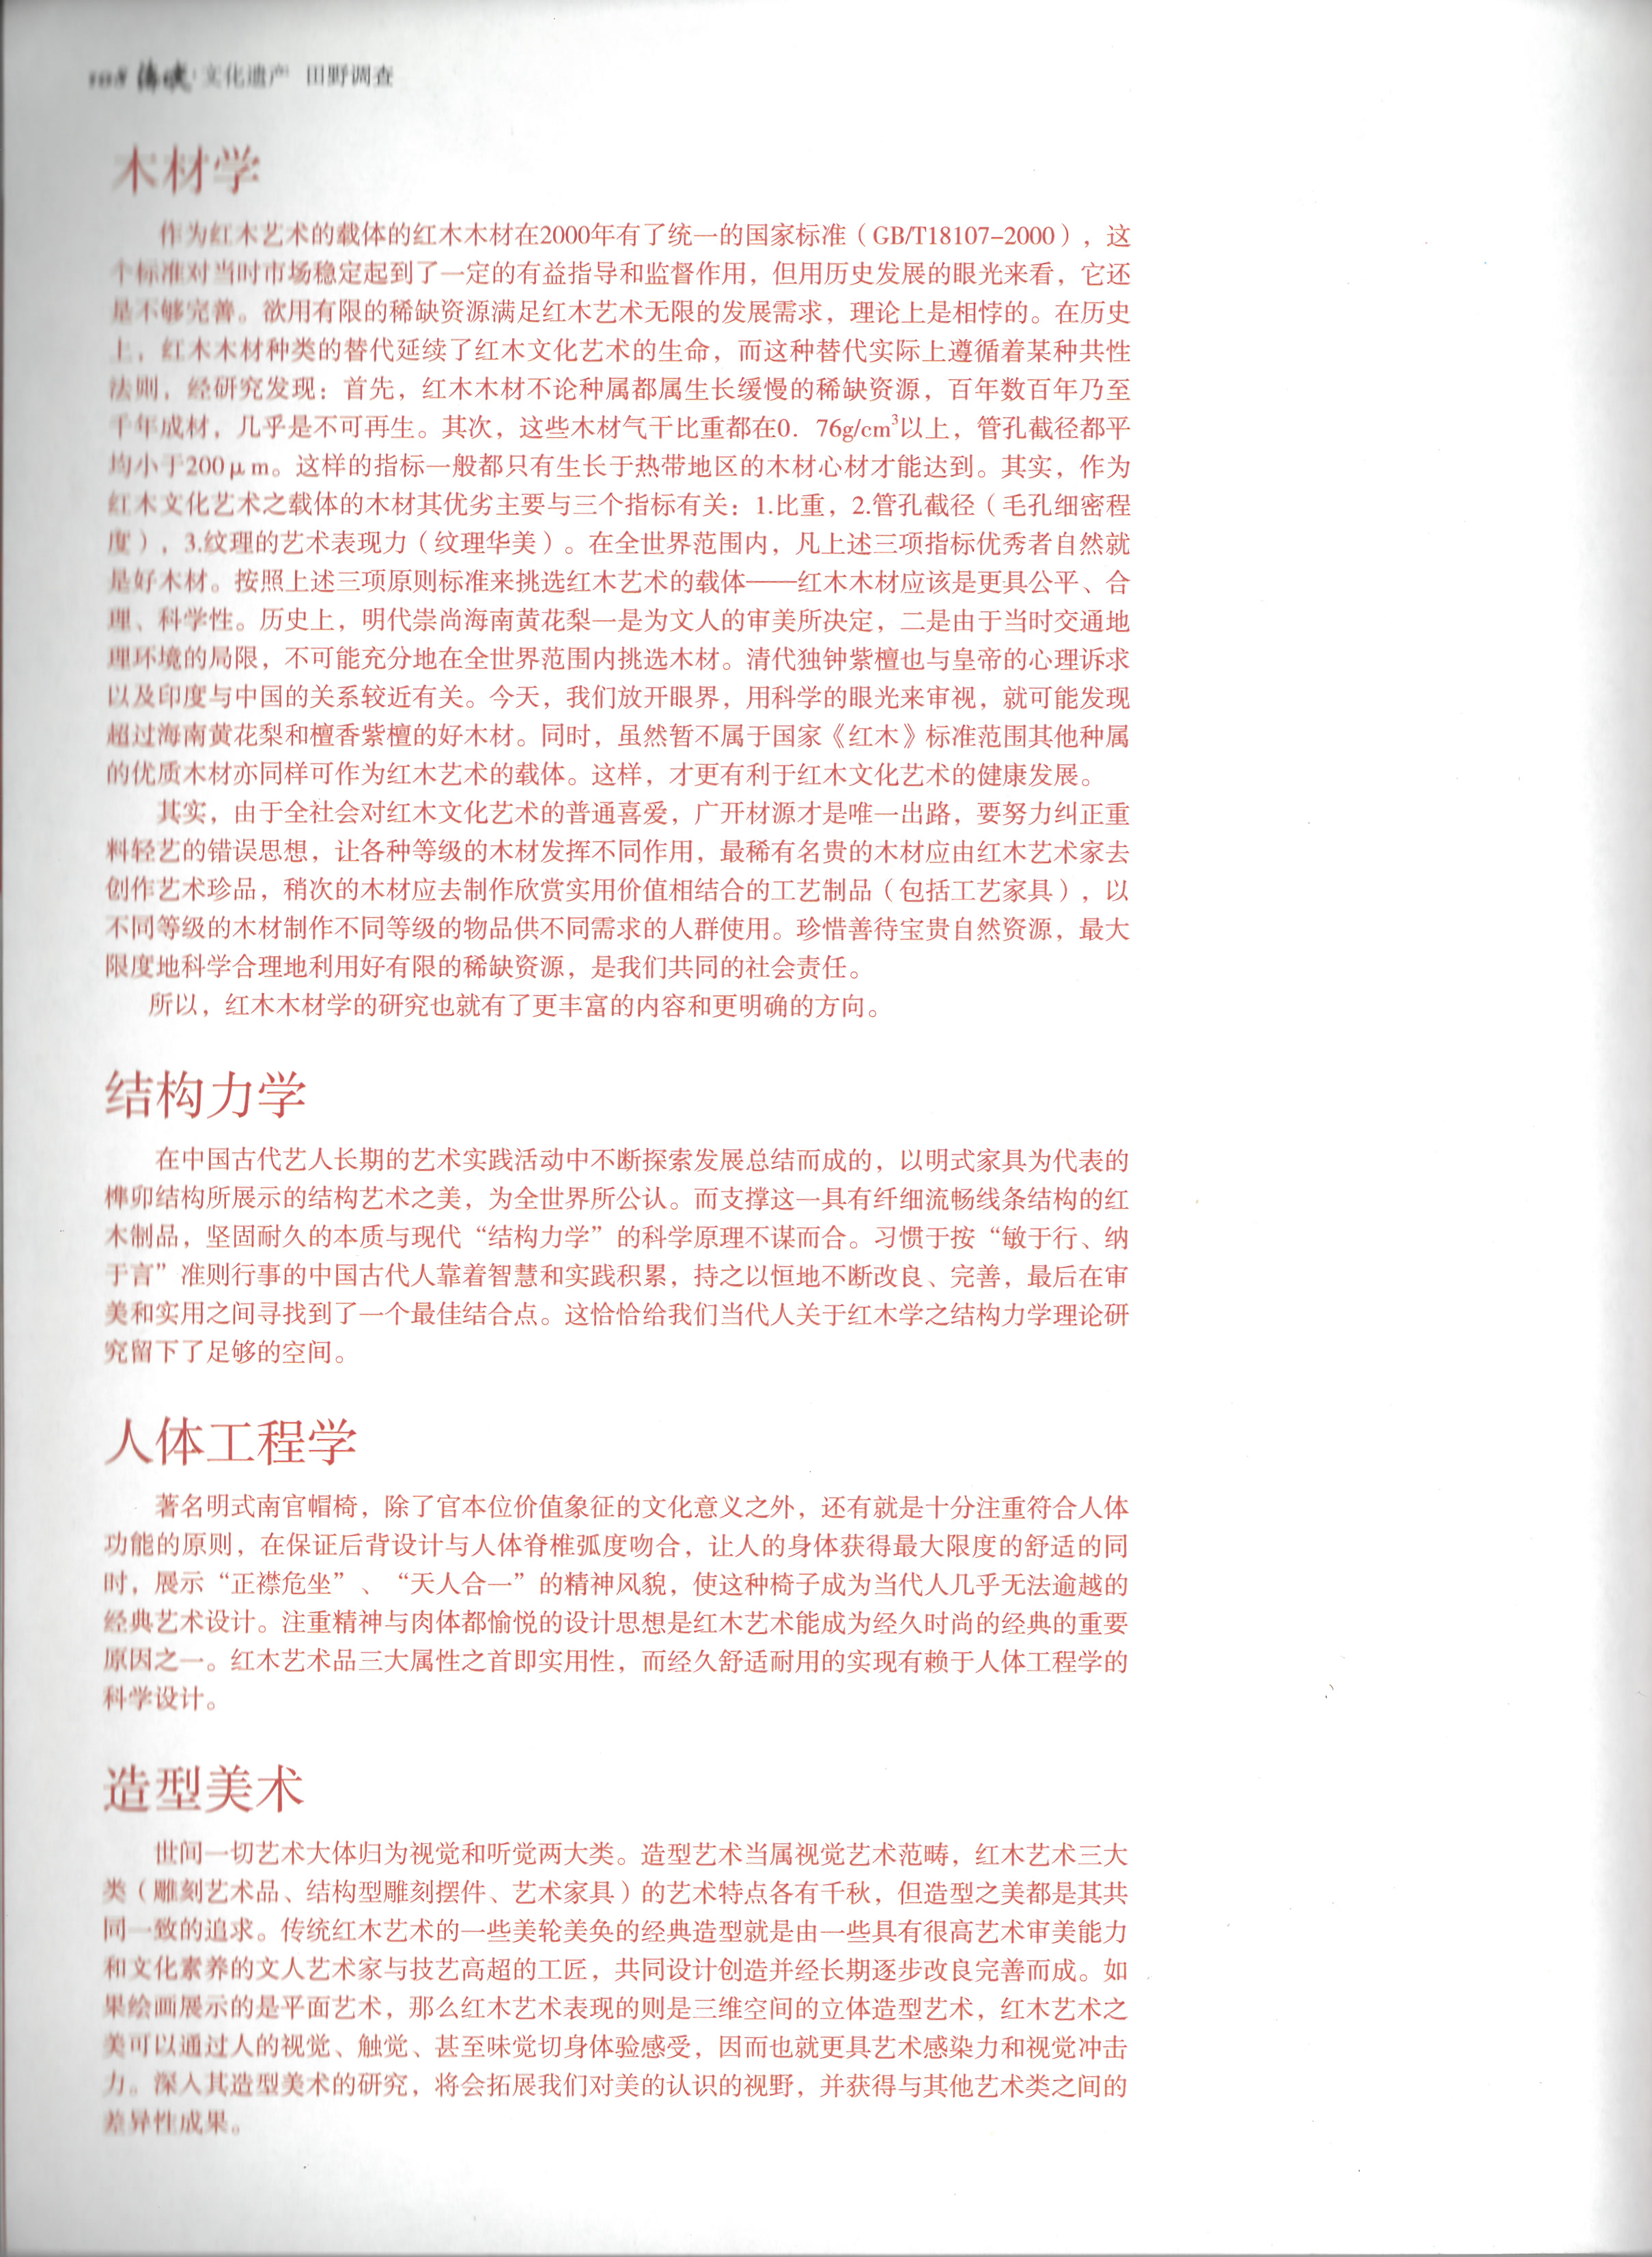 文化遗产 田野调查
木材学
作为红木艺术的载体的红木木材在2000年有了统一的国家标准（GB/T18107-2000），这
个标准对当时市场稳定起到了一定的有益指导和监督作用，但用历史发展的眼光来看，它还
是不够完善。欲用有限的稀缺资源满足红木艺术无限的发展需求，理论上是相悖的。在历史
上，红木木材种类的替代延续了红木文化艺术的生命，而这种替代实际上遵循着某种共性
法则，经研究发现：首先，红木木材不论种属都属生长缓慢的稀缺资源，百年数百年乃至
千年成材，几乎是不可再生。其次，这些木材气干比重都在0．76g/cm³以上，管孔截径都平
均小于200μm。这样的指标一般都只有生长于热带地区的木材心材才能达到。其实，作为
红木文化艺术之载体的木材其优劣主要与三个指标有关：1.比重，2.管孔截径（毛孔细密程
度），3.纹理的艺术表现力（纹理华美）。在全世界范围内，凡上述三项指标优秀者自然就
是好木材。按照上述三项原则标准来挑选红木艺术的载体——红木木材应该是更具公平、合
理、科学性。历史上，明代崇尚海南黄花梨一是为文人的审美所决定，二是由于当时交通地
理环境的局限，不可能充分地在全世界范围内挑选木材。清代独钟紫檀也与皇帝的心理诉求
以及印度与中国的关系较近有关。今天，我们放开眼界，用科学的眼光来审视，就可能发现
超过海南黄花梨和檀香紫檀的好木材。同时，虽然暂不属于国家《红木》标准范围其他种属
的优质木材亦同样可作为红木艺术的载体。这样，才更有利于红木文化艺术的健康发展。
其实，由于全社会对红木文化艺术的普通喜爱，广开材源才是唯一出路，要努力纠正重
料轻艺的错误思想，让各种等级的木材发挥不同作用，最稀有名贵的木材应由红木艺术家去
创作艺术珍品，稍次的木材应去制作欣赏实用价值相结合的工艺制品（包括工艺家具），以
不同等级的木材制作不同等级的物品供不同需求的人群使用。珍惜善待宝贵自然资源，最大
限度地科学合理地利用好有限的稀缺资源，是我们共同的社会责任。
所以，红木木材学的研究也就有了更丰富的内容和更明确的方向。
结构力学
在中国古代艺人长期的艺术实践活动中不断探索发展总结而成的，以明式家具为代表的
榫卯结构所展示的结构艺术之美，为全世界所公认。而支撑这一具有纤细流畅线条结构的红
木制品，坚固耐久的本质与现代“结构力学”的科学原理不谋而合。习惯于按“敏于行、纳
于言”准则行事的中国古代人靠着智慧和实践积累，持之以恒地不断改良、完善，最后在审
美和实用之间寻找到了一个最佳结合点。这恰恰给我们当代人关于红木学之结构力学理论研
究留下了足够的空间。
人体工程学
著名明式南官帽椅，除了官本位价值象征的文化意义之外，还有就是十分注重符合人体
功能的原则，在保证后背设计与人体脊椎弧度吻合，让人的身体获得最大限度的舒适的同
时，展示“正襟危坐”、“天人合一”的精神风貌，使这种椅子成为当代人几乎无法逾越的
经典艺术设计。注重精神与肉体都愉悦的设计思想是红木艺术能成为经久时尚的经典的重要
原因之一。红木艺术品三大属性之首即实用性，而经久舒适耐用的实现有赖于人体工程学的
科学设计。
造型美术
世间一切艺术大体归为视觉和听觉两大类。造型艺术当属视觉艺术范畴，红木艺术三大
类（雕刻艺术品、结构型雕刻摆件、艺术家具）的艺术特点各有千秋，但造型之美都是其共
同一致的追求。传统红木艺术的一些美轮美奂的经典造型就是由一些具有很高艺术审美能力
和文化素养的文人艺术家与技艺高超的工匠，共同设计创造并经长期逐步改良完善而成。如
果绘画展示的是平面艺术，那么红木艺术表现的则是三维空间的立体造型艺术，红木艺术之
美可以通过人的视觉、触觉、甚至味觉切身体验感受，因而也就更具艺术感染力和视觉冲击
力。深入其造型美术的研究，将会拓展我们对美的认识的视野，并获得与其他艺术类之间的
差异性成果。